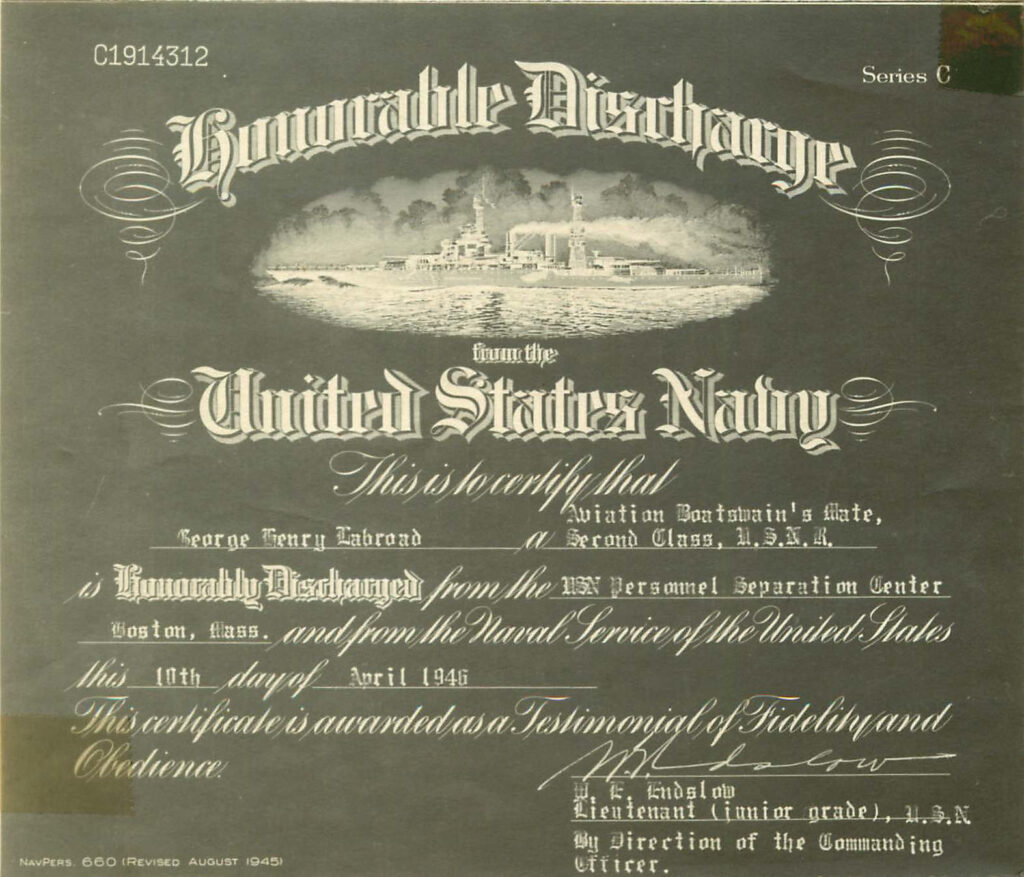 C1914312
Series C
Honorable Discharge
from the
United States Navy
This is to certify that
Aviation Boatswain's Mate,
George Henry Labroad a Second Class, U.S.N.R.
is Honorably Discharged from the USN Personnel Separation Center
Boston, Mass. and from the Naval Service of the United States
this 10th day of April 1946
This certificate is awarded as a Testimonial of Fidelity and
Obedience.
W. E. Endslow
W. E. Endslow
Lieutenant (junior grade), U.S.N
By Direction of the Commanding
Officer.
NAVPERS. 660 (REVISED AUGUST 1945)